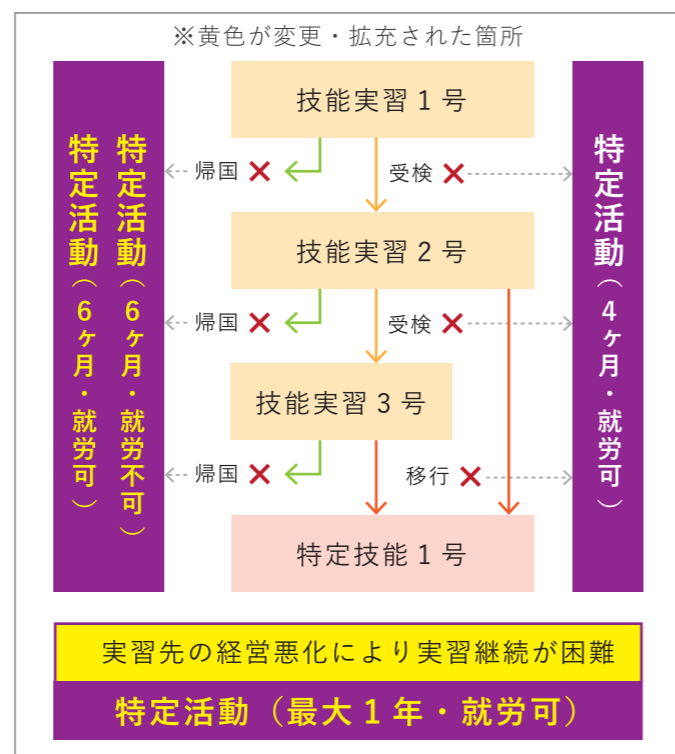 ※黄色が変更・拡充された箇所
技能実習1号
特定活動（6ヶ月・就労不可）
特定活動（6ヶ月・就労可）
帰国
受検
特定活動（4ヶ月・就労可）
技能実習2号
帰国
受検
技能実習3号
帰国
移行
特定技能1号
実習先の経営悪化により実習継続が困難
特定活動（最大1年・就労可）